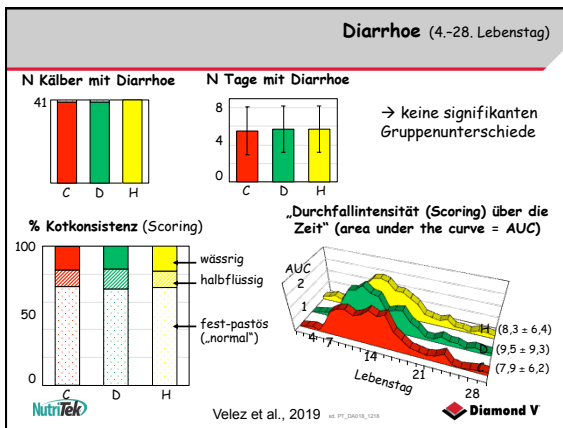 Diarrhoe (4.–28. Lebenstag)
N Kälber mit Diarrhoe
41
C D H
N Tage mit Diarrhoe
8
4
0
C D H
→ keine signifikanten
Gruppenunterschiede
% Kotkonsistenz (Scoring)
100
50
0
C D H
wässrig
halbflüssig
fest-pastös
(„normal“)
„Durchfallintensität (Scoring) über die
Zeit“ (area under the curve = AUC)
AUC
2
1
4 7 14 21 28
Lebenstag
H (8,3 ± 6,4)
D (9,5 ± 9,3)
C (7,9 ± 6,2)
NutriTek
Velez et al., 2019 ad. PT_DA018_1218
Diamond V